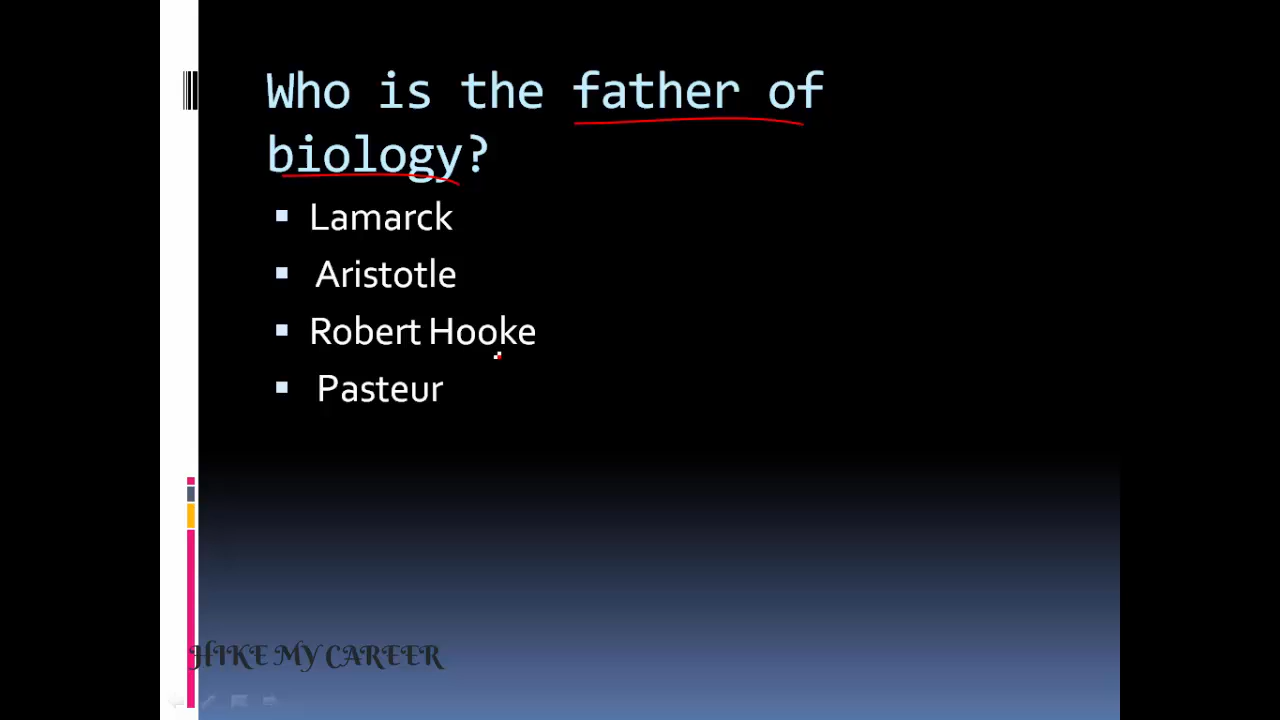 Who is the father of
biology?
Lamarck
Aristotle
Robert Hooke
Pasteur
HIKE MY CAREER